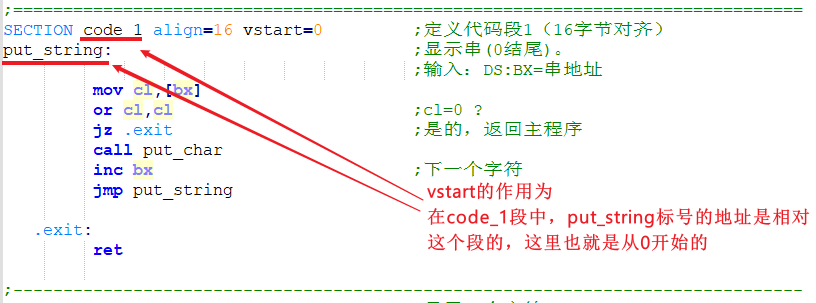 ;===========================================================
SECTION code_1 align=16 vstart=0 ;定义代码段1（16字节对齐）
put_string: ;显示串(0结尾)。
;输入：DS:BX=串地址
mov cl,[bx]
or cl,cl ;cl=0 ?
jz .exit ;是的，返回主程序
call put_char
inc bx ;下一个字符
jmp put_string
vstart的作用为
在code_1段中，put_string标号的地址是相对
这个段的，这里也就是从0开始的
.exit:
ret
;-----------------------------------------------------------